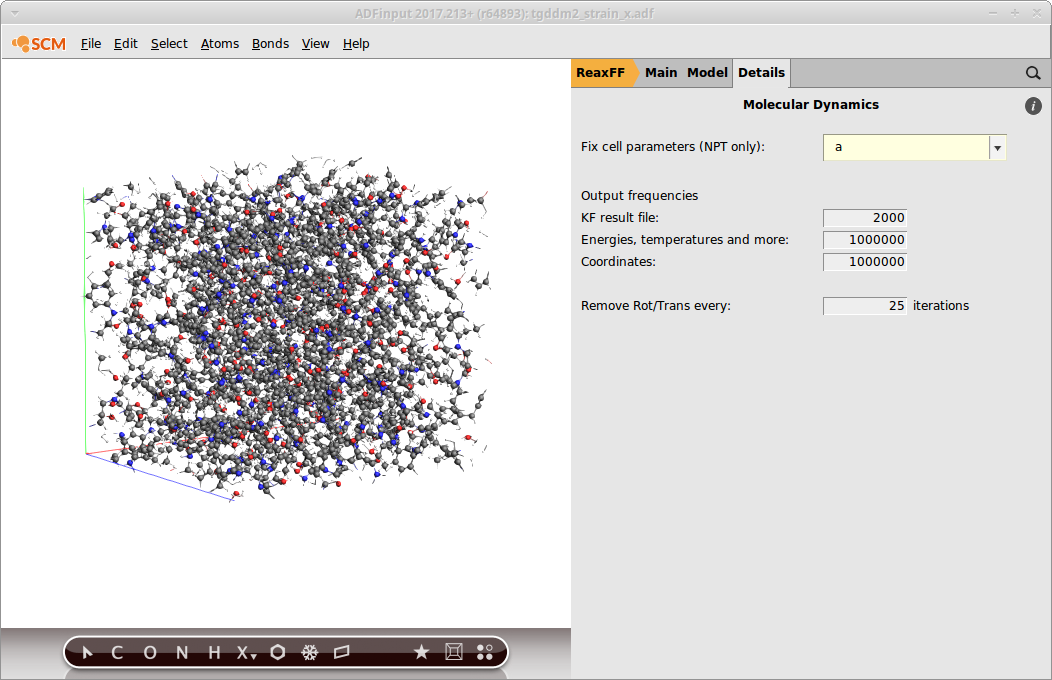 ADFinput 2017.213+ (r64893): tgddm2_strain_x.adf
SCM File Edit Select Atoms Bonds View Help
ReaxFF Main Model Details
Molecular Dynamics
Fix cell parameters (NPT only): a
Output frequencies
KF result file: 2000
Energies, temperatures and more: 1000000
Coordinates: 1000000
Remove Rot/Trans every: 25 iterations
C O N H X